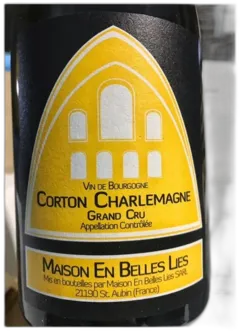 VIN DE BOURGOGNE
CORTON CHARLEMAGNE
GRAND CRU
Appellation Contrôlée
MAISON EN BELLES LIES
Mis en bouteilles par Maison En Belles Lies SARL
21190 St. Aubin (France)